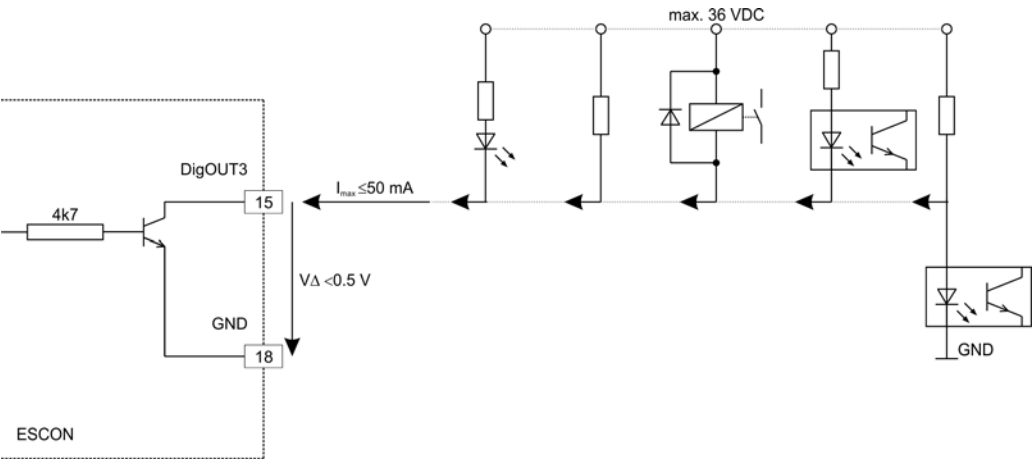 max. 36 VDC
DigOUT3
15
Imax ≤50 mA
4k7
VΔ <0.5 V
GND
18
GND
ESCON